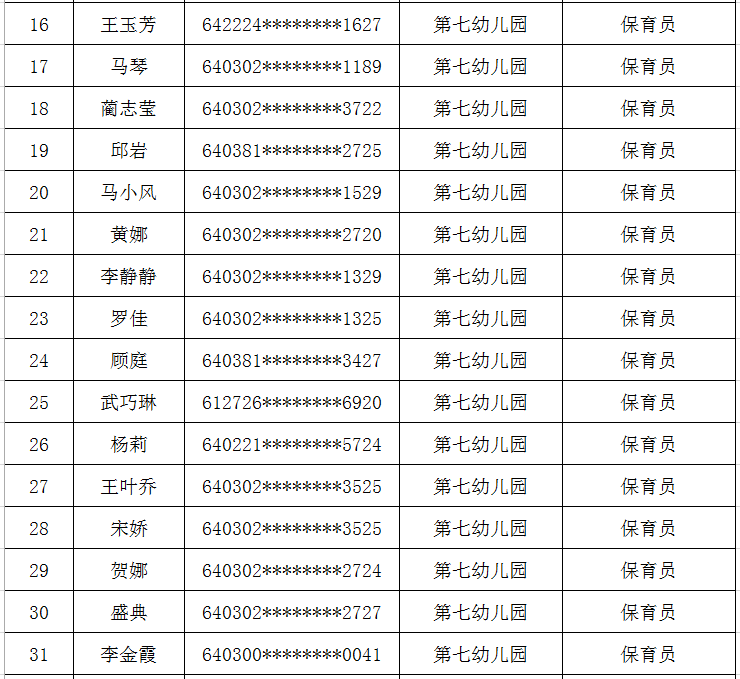 16 王玉芳 642224********1627 第七幼儿园 保育员
17 马琴 640302********1189 第七幼儿园 保育员
18 蔺志莹 640302********3722 第七幼儿园 保育员
19 邱岩 640381********2725 第七幼儿园 保育员
20 马小风 640302********1529 第七幼儿园 保育员
21 黄娜 640302********2720 第七幼儿园 保育员
22 李静静 640302********1329 第七幼儿园 保育员
23 罗佳 640302********1325 第七幼儿园 保育员
24 顾庭 640381********3427 第七幼儿园 保育员
25 武巧琳 612726********6920 第七幼儿园 保育员
26 杨莉 640221********5724 第七幼儿园 保育员
27 王叶乔 640302********3525 第七幼儿园 保育员
28 宋娇 640302********3525 第七幼儿园 保育员
29 贺娜 640302********2724 第七幼儿园 保育员
30 盛典 640302********2727 第七幼儿园 保育员
31 李金霞 640300********0041 第七幼儿园 保育员